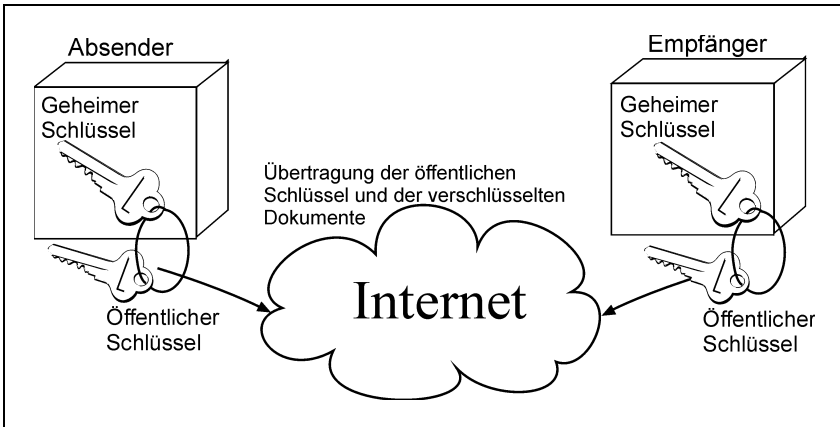 Absender
Empfänger
Geheimer
Schlüssel
Geheimer
Schlüssel
Übertragung der öffentlichen
Schlüssel und der verschlüsselten
Dokumente
Internet
Öffentlicher
Schlüssel
Öffentlicher
Schlüssel